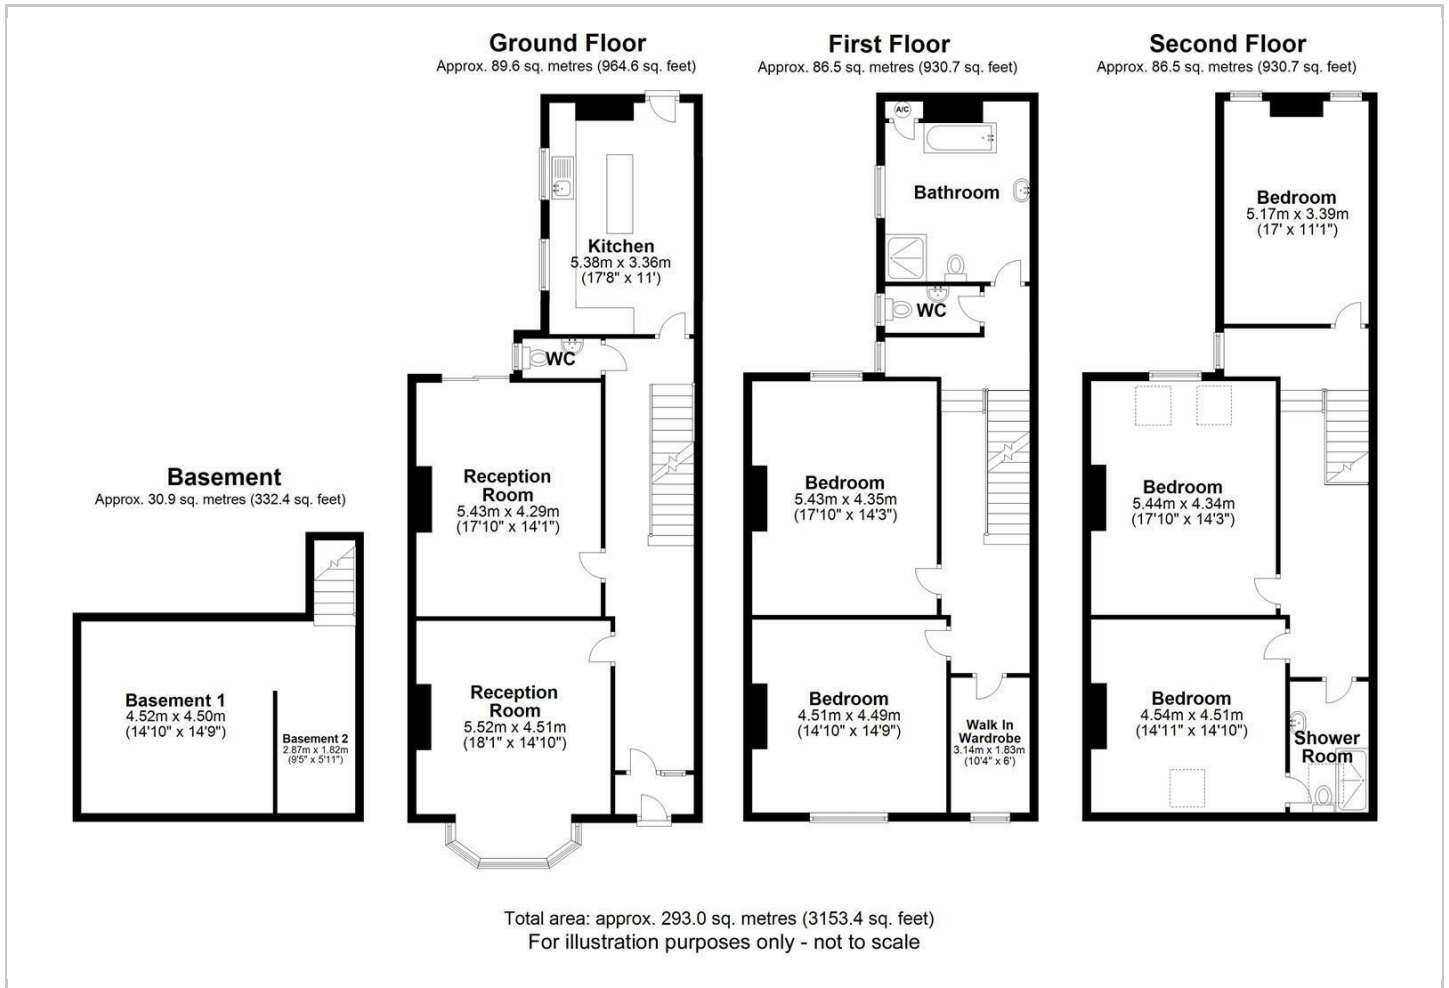 Ground Floor
Approx. 89.6 sq. metres (964.6 sq. feet)
Kitchen
5.38m x 3.36m
(17'8" x 11')
WC
Reception
Room
5.43m x 4.29m
(17'10" x 14'1")
Reception
Room
5.52m x 4.51m
(18'1" x 14'10")
First Floor
Approx. 86.5 sq. metres (930.7 sq. feet)
A/C
Bathroom
WC
Bedroom
5.43m x 4.35m
(17'10" x 14'3")
Bedroom
4.51m x 4.49m
(14'10" x 14'9")
Walk In
Wardrobe
3.14m x 1.83m
(10'4" x 6')
Second Floor
Approx. 86.5 sq. metres (930.7 sq. feet)
Bedroom
5.17m x 3.39m
(17' x 11'1")
Bedroom
5.44m x 4.34m
(17'10" x 14'3")
Bedroom
4.54m x 4.51m
(14'11" x 14'10")
Shower
Room
Basement
Approx. 30.9 sq. metres (332.4 sq. feet)
Basement 1
4.52m x 4.50m
(14'10" x 14'9")
Basement 2
2.87m x 1.82m
(9'5" x 5'11")
Total area: approx. 293.0 sq. metres (3153.4 sq. feet)
For illustration purposes only - not to scale